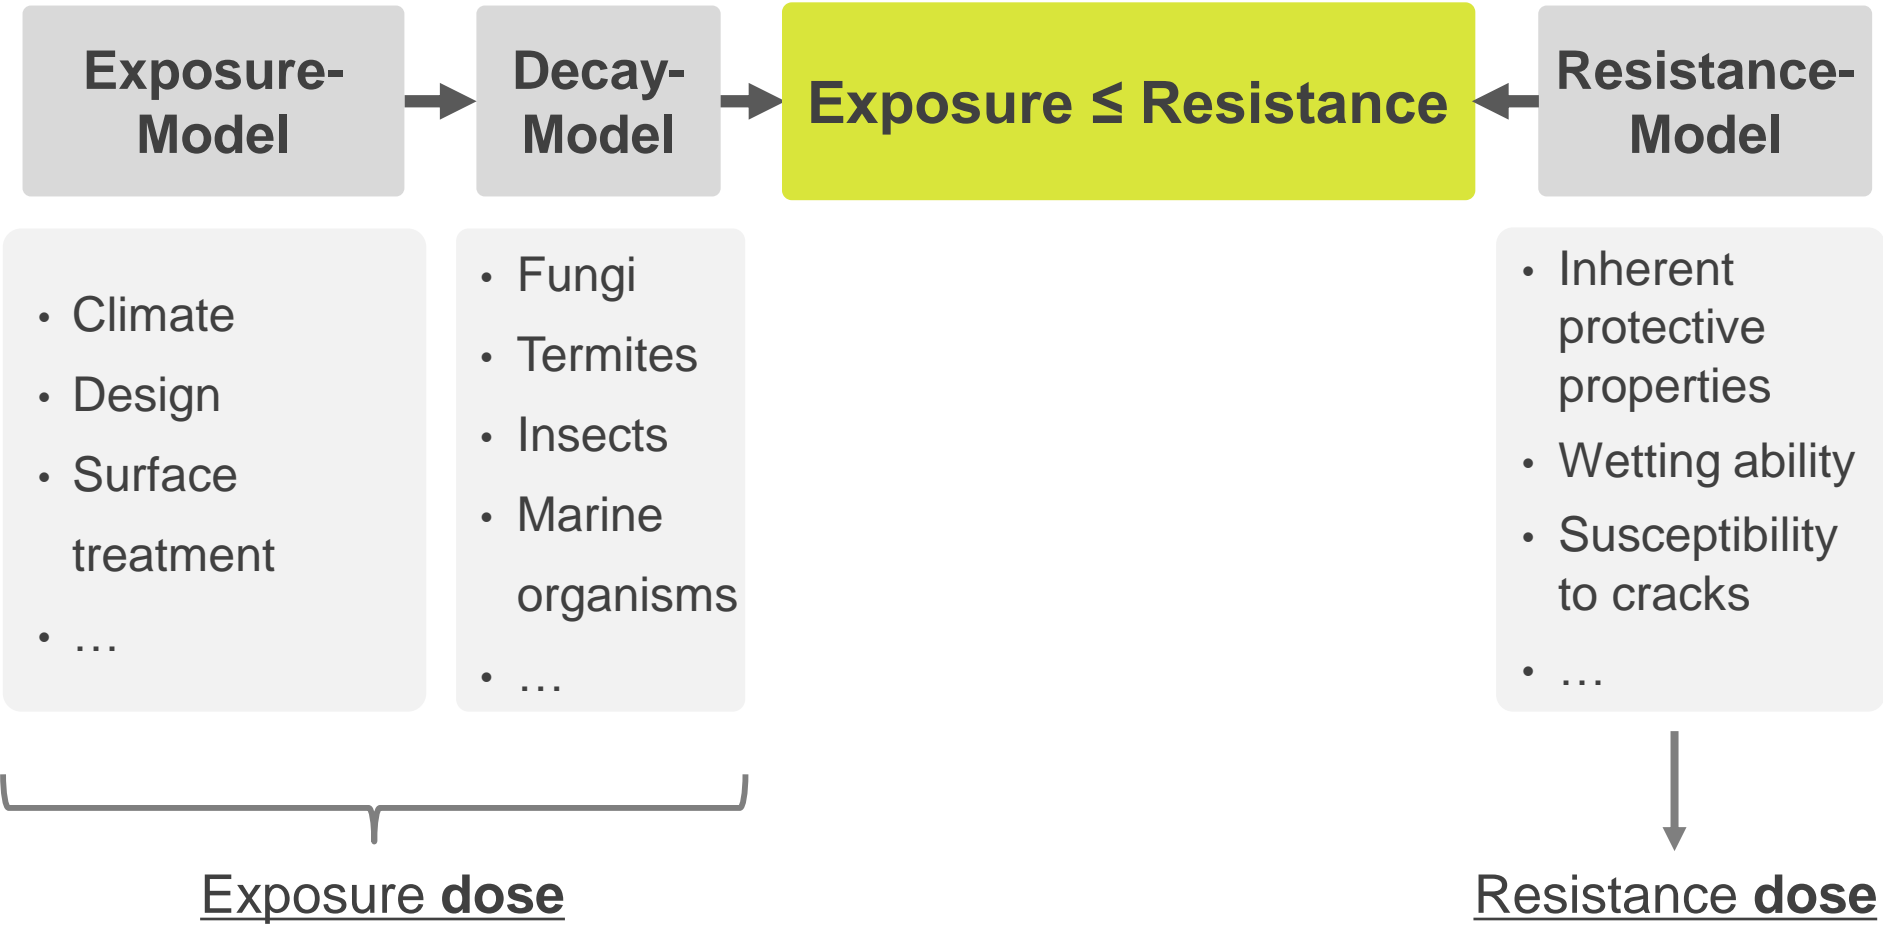 Exposure-
Model
Decay-
Model
Exposure ≤ Resistance
Resistance-
Model
• Climate
• Design
• Surface
treatment
• …
• Fungi
• Termites
• Insects
• Marine
organisms
• …
• Inherent
protective
properties
• Wetting ability
• Susceptibility
to cracks
• …
Exposure dose
Resistance dose